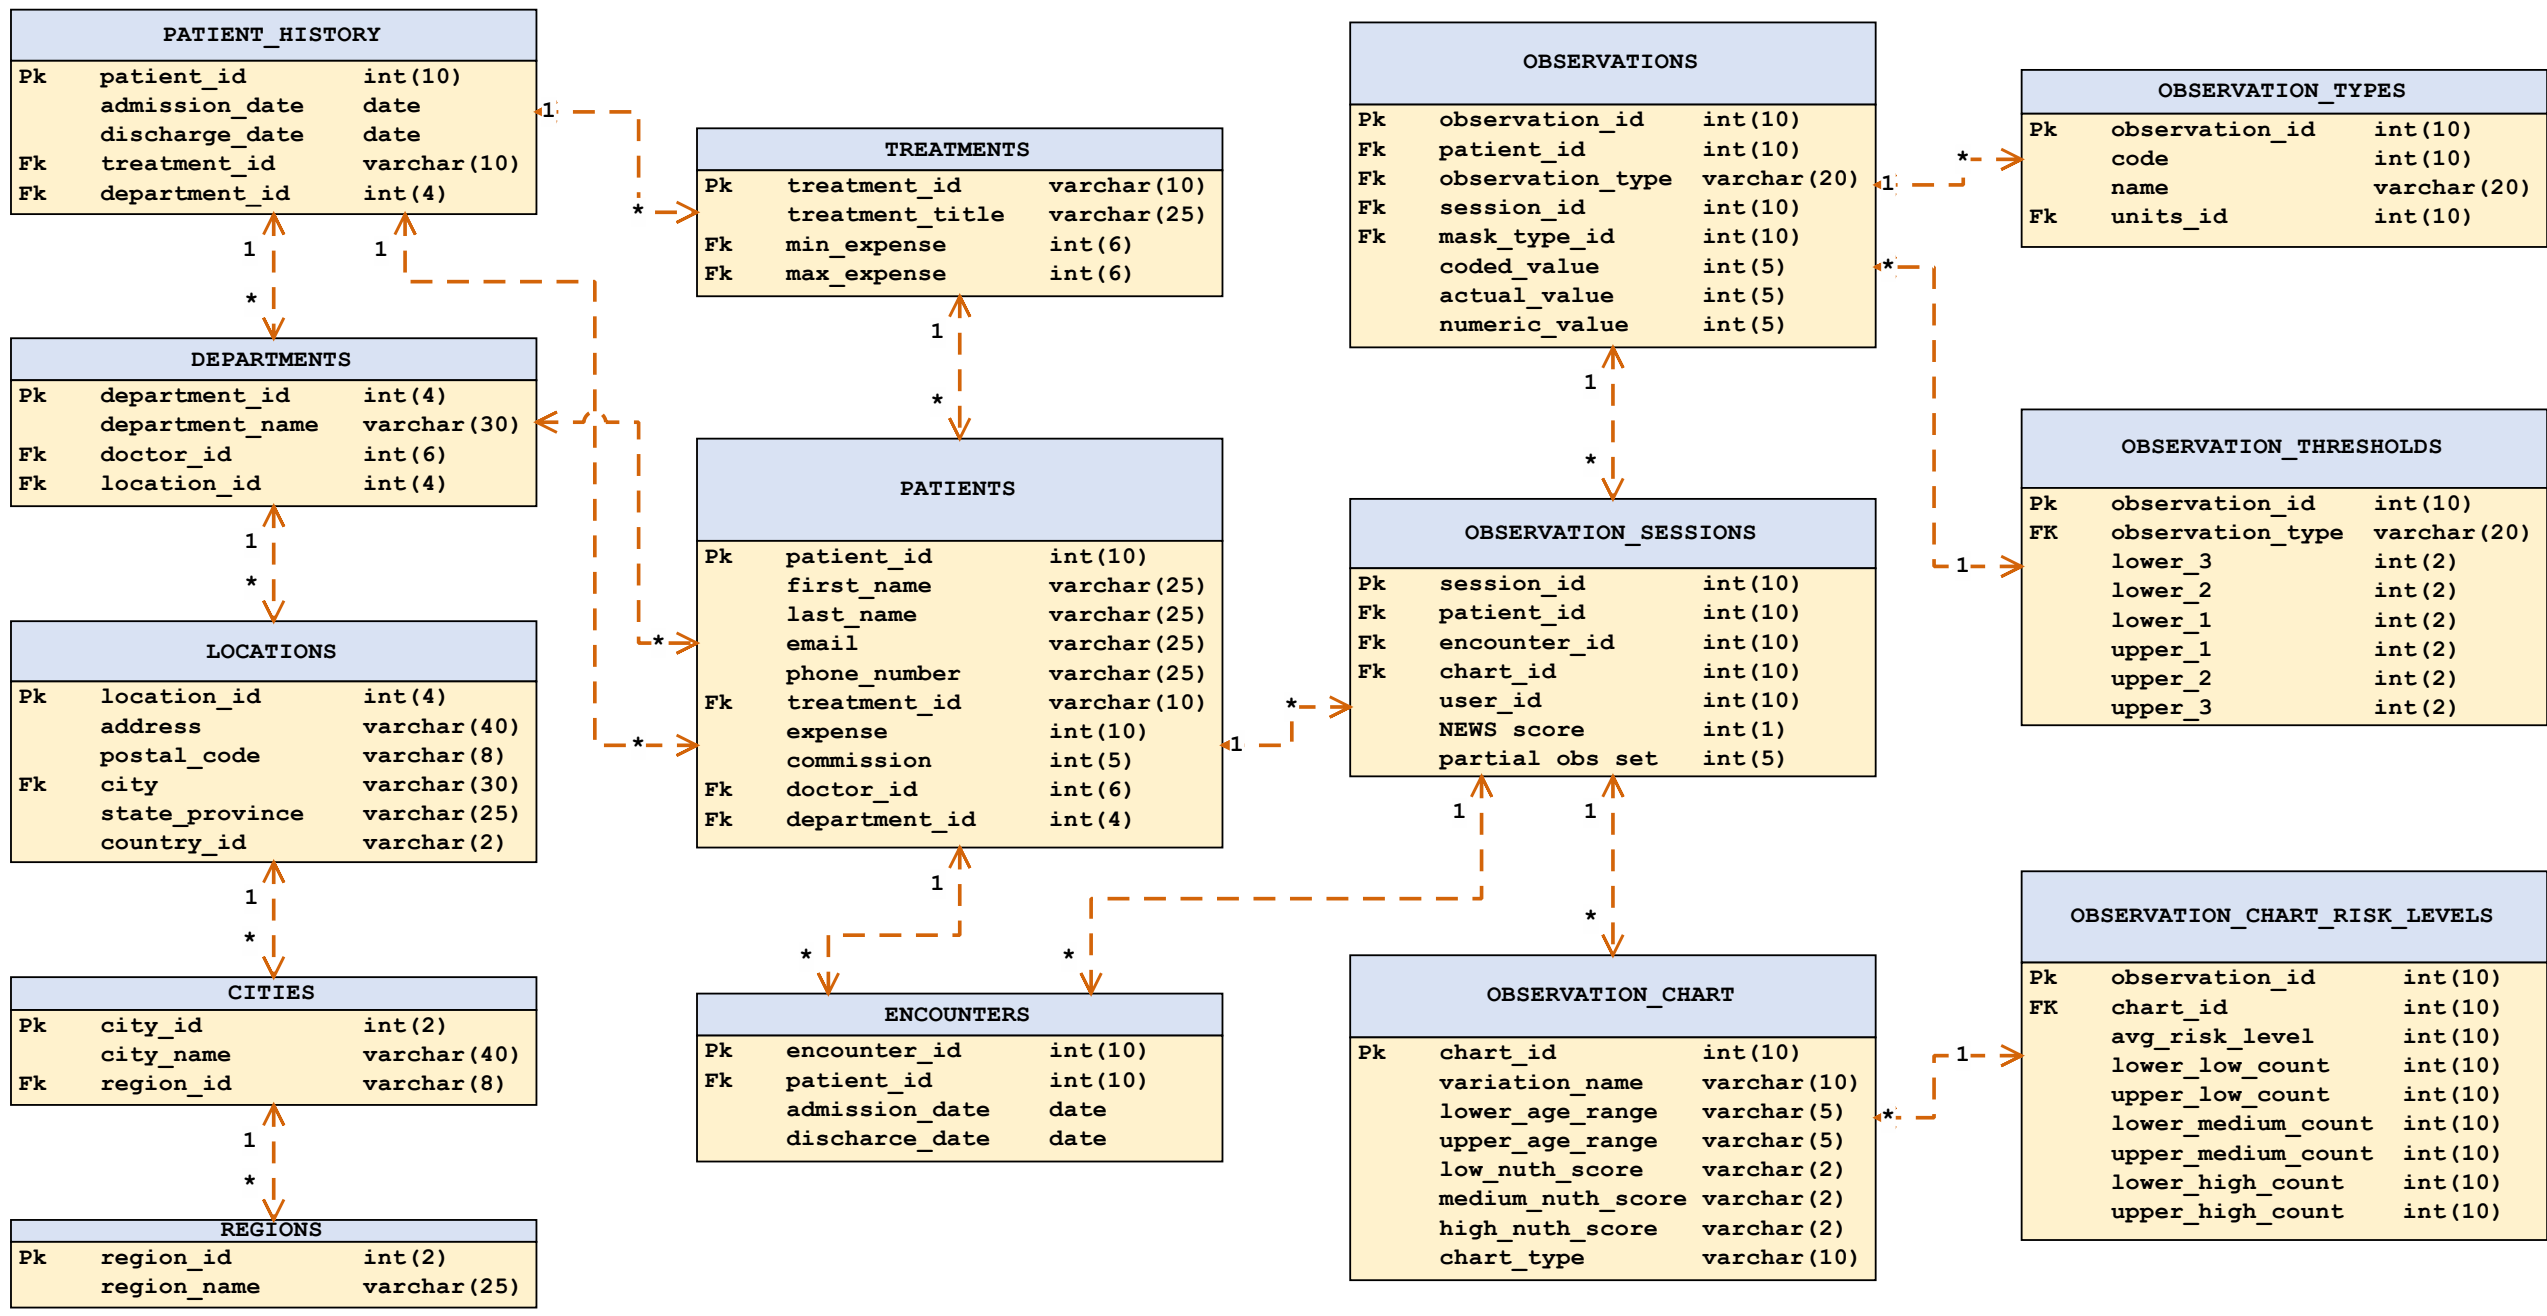 PATIENT_HISTORY
Pk patient_id int(10)
admission_date date
discharge_date date
Fk treatment_id varchar(10)
Fk department_id int(4)
1
*
1
*
1
*
DEPARTMENTS
Pk department_id int(4)
department_name varchar(30)
Fk doctor_id int(6)
Fk location_id int(4)
*
1
*
LOCATIONS
Pk location_id int(4)
address varchar(40)
postal_code varchar(8)
Fk city varchar(30)
state_province varchar(25)
country_id varchar(2)
1
*
CITIES
Pk city_id int(2)
city_name varchar(40)
Fk region_id varchar(8)
1
*
REGIONS
Pk region_id int(2)
region_name varchar(25)
TREATMENTS
Pk treatment_id varchar(10)
treatment_title varchar(25)
Fk min_expense int(6)
Fk max_expense int(6)
1
*
PATIENTS
Pk patient_id int(10)
first_name varchar(25)
last_name varchar(25)
email varchar(25)
phone_number varchar(25)
Fk treatment_id varchar(10)
expense int(10)
commission int(5)
Fk doctor_id int(6)
Fk department_id int(4)
1
*
1
*
ENCOUNTERS
Pk encounter_id int(10)
Fk patient_id int(10)
admission_date date
discharce_date date
OBSERVATIONS
Pk observation_id int(10)
Fk patient_id int(10)
Fk observation_type varchar(20)
Fk session_id int(10)
Fk mask_type_id int(10)
coded_value int(5)
actual_value int(5)
numeric_value int(5)
1
*
*
1
1
*
OBSERVATION_SESSIONS
Pk session_id int(10)
Fk patient_id int(10)
Fk encounter_id int(10)
Fk chart_id int(10)
user_id int(10)
NEWS score int(1)
partial obs set int(5)
1
*
1
*
OBSERVATION_CHART
Pk chart_id int(10)
variation_name varchar(10)
lower_age_range varchar(5)
upper_age_range varchar(5)
low_nuth_score varchar(2)
medium_nuth_score varchar(2)
high_nuth_score varchar(2)
chart_type varchar(10)
*
1
OBSERVATION_TYPES
Pk observation_id int(10)
code int(10)
name varchar(20)
Fk units_id int(10)
OBSERVATION_THRESHOLDS
Pk observation_id int(10)
FK observation_type varchar(20)
lower_3 int(2)
lower_2 int(2)
lower_1 int(2)
upper_1 int(2)
upper_2 int(2)
upper_3 int(2)
OBSERVATION_CHART_RISK_LEVELS
Pk observation_id int(10)
FK chart_id int(10)
avg_risk_level int(10)
lower_low_count int(10)
upper_low_count int(10)
lower_medium_count int(10)
upper_medium_count int(10)
lower_high_count int(10)
upper_high_count int(10)